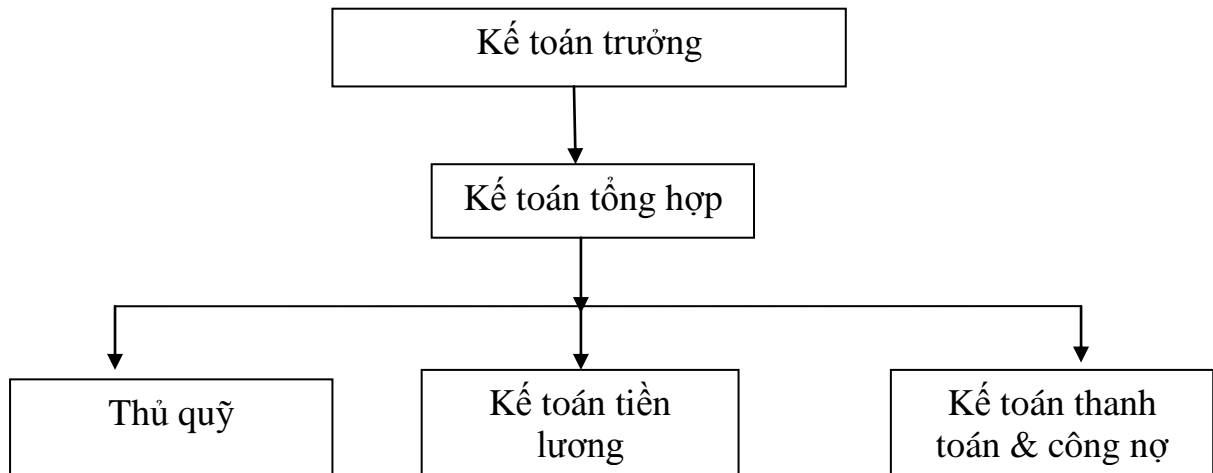 Kế toán trưởng
Kế toán tổng hợp
Thủ quỹ
Kế toán tiền
lương
Kế toán thanh
toán & công nợ